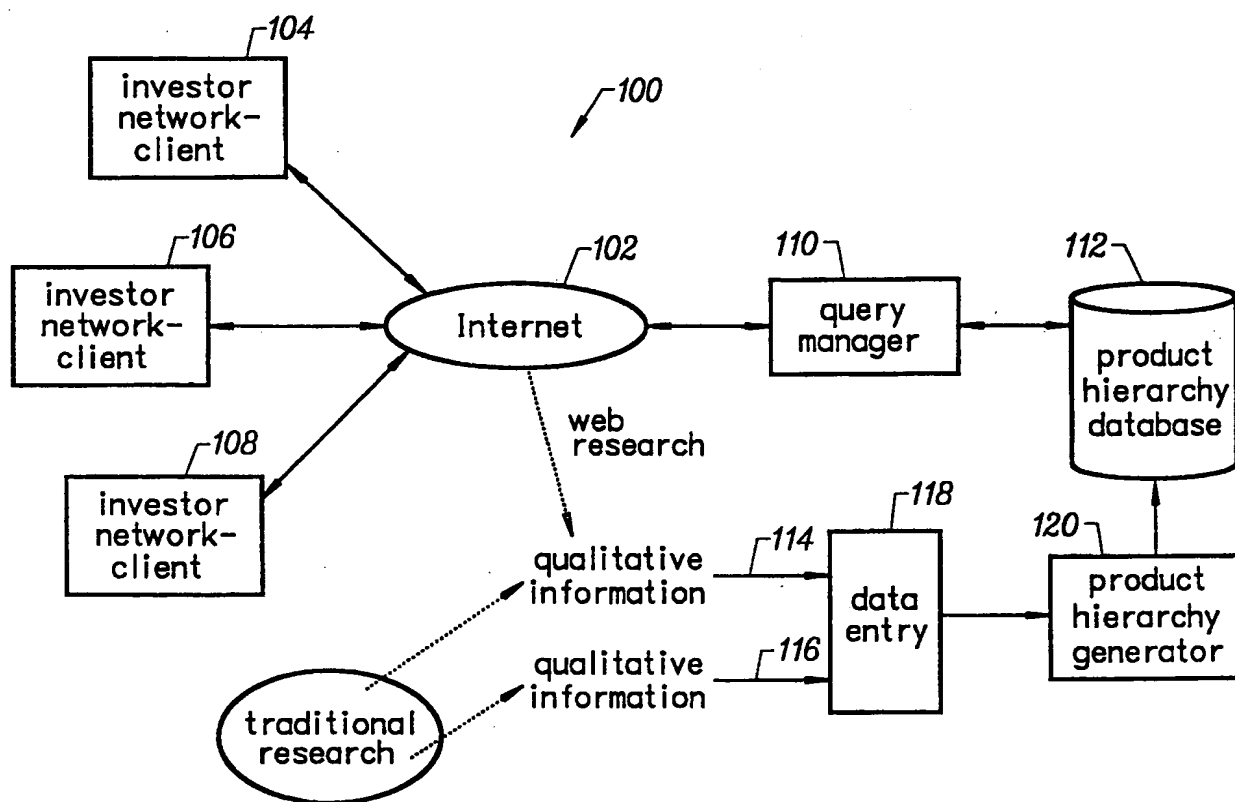 104
investor
network-
client
100
106
investor
network-
client
102
Internet
110
query
manager
112
product
hierarchy
database
108
investor
network-
client
web
research
qualitative
information
114
qualitative
information
116
118
data
entry
120
product
hierarchy
generator
traditional
research